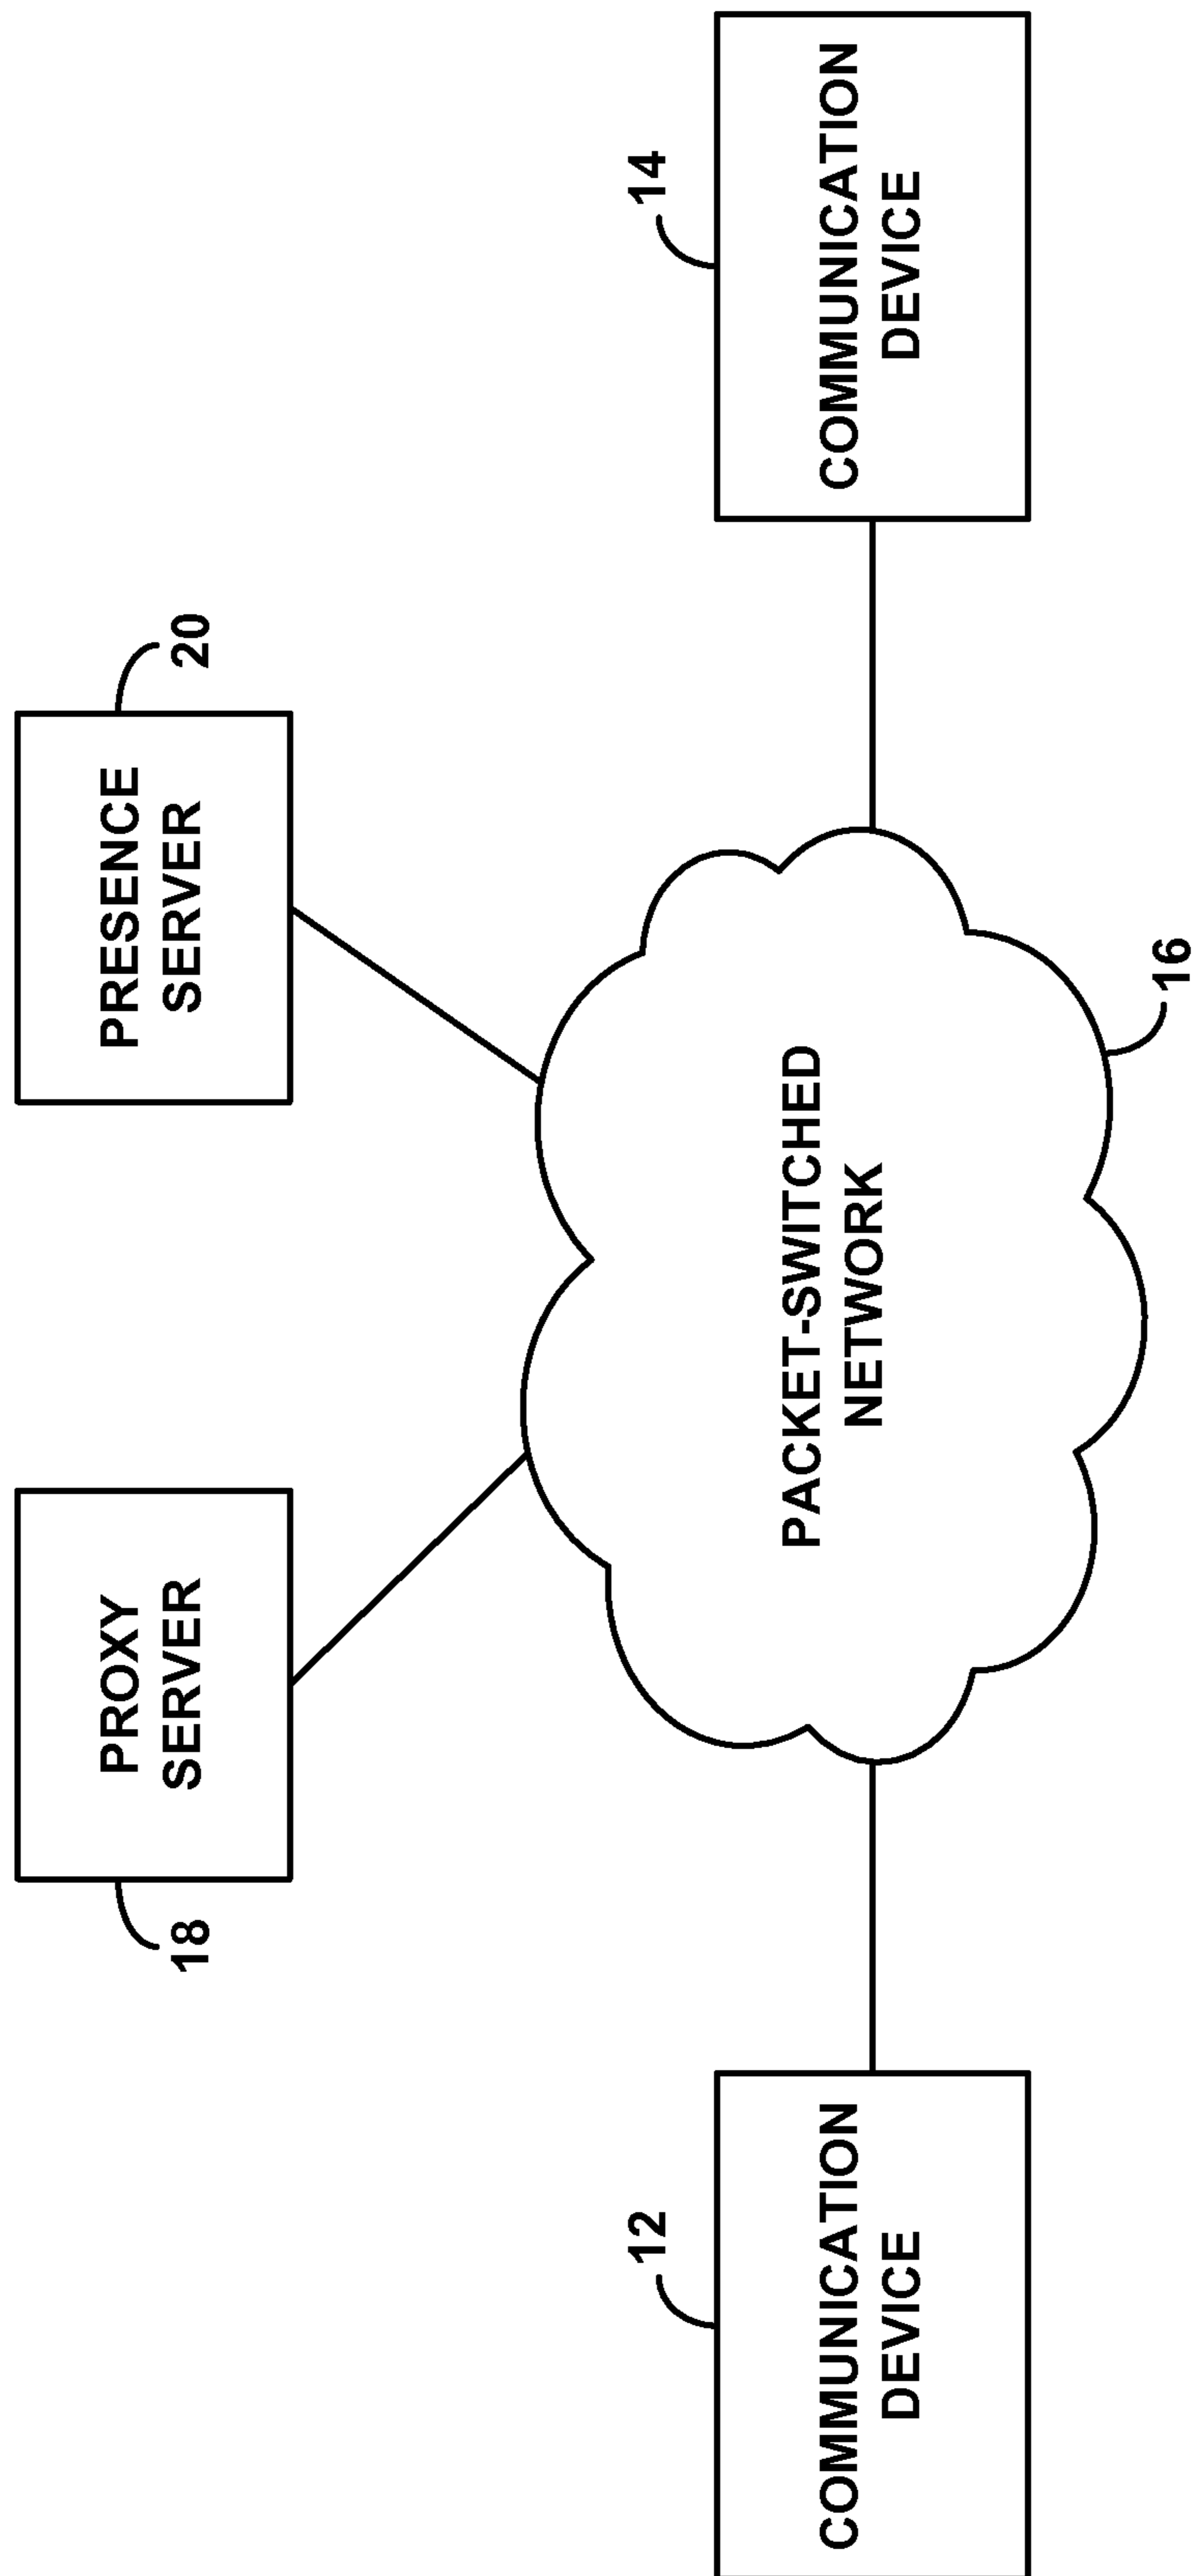 PROXY
SERVER
18
PRESENCE
SERVER
20
12
COMMUNICATION
DEVICE
PACKET-SWITCHED
NETWORK
16
14
COMMUNICATION
DEVICE